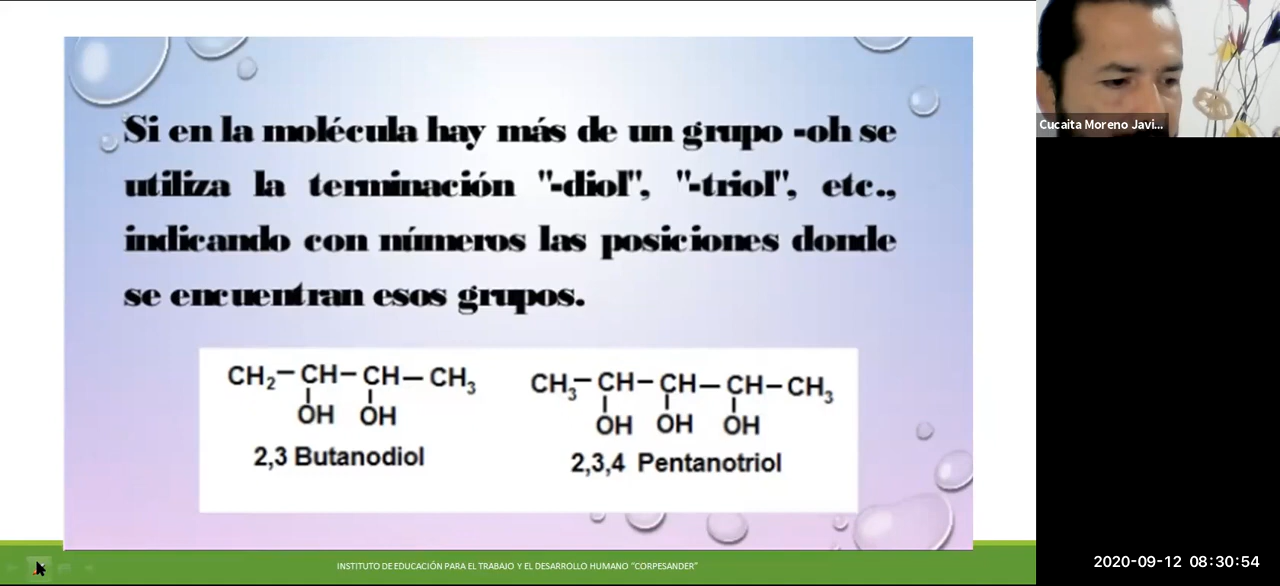 Si en la molécula hay más de un grupo -oh se
utiliza la terminación "-diol", "-triol", etc.,
indicando con números las posiciones donde
se encuentran esos grupos.
CH2–CH–CH–CH3
OH OH
2,3 Butanodiol
CH3–CH–CH–CH–CH3
OH OH OH
2,3,4 Pentanotriol
INSTITUTO DE EDUCACIÓN PARA EL TRABAJO Y EL DESARROLLO HUMANO "CORPESANDER"
Cucaita Moreno Javi...
2020-09-12 08:30:54